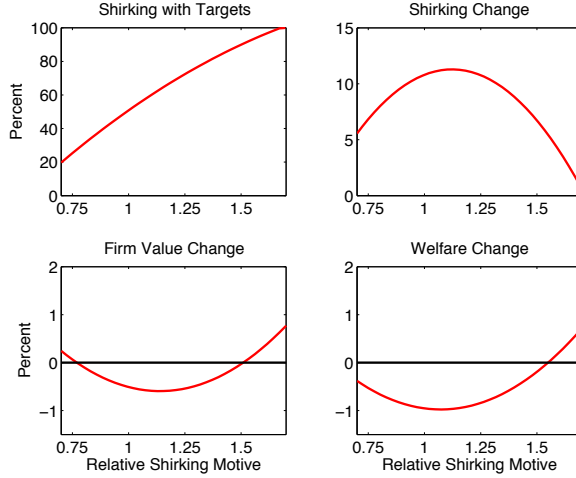 Shirking with Targets
Shirking Change
100
80
60
40
20
0
Percent
0.75 1 1.25 1.5
15
10
5
0
0.75 1 1.25 1.5
Firm Value Change
Welfare Change
2
1
0
−1
Percent
0.75 1 1.25 1.5
Relative Shirking Motive
2
1
0
−1
0.75 1 1.25 1.5
Relative Shirking Motive